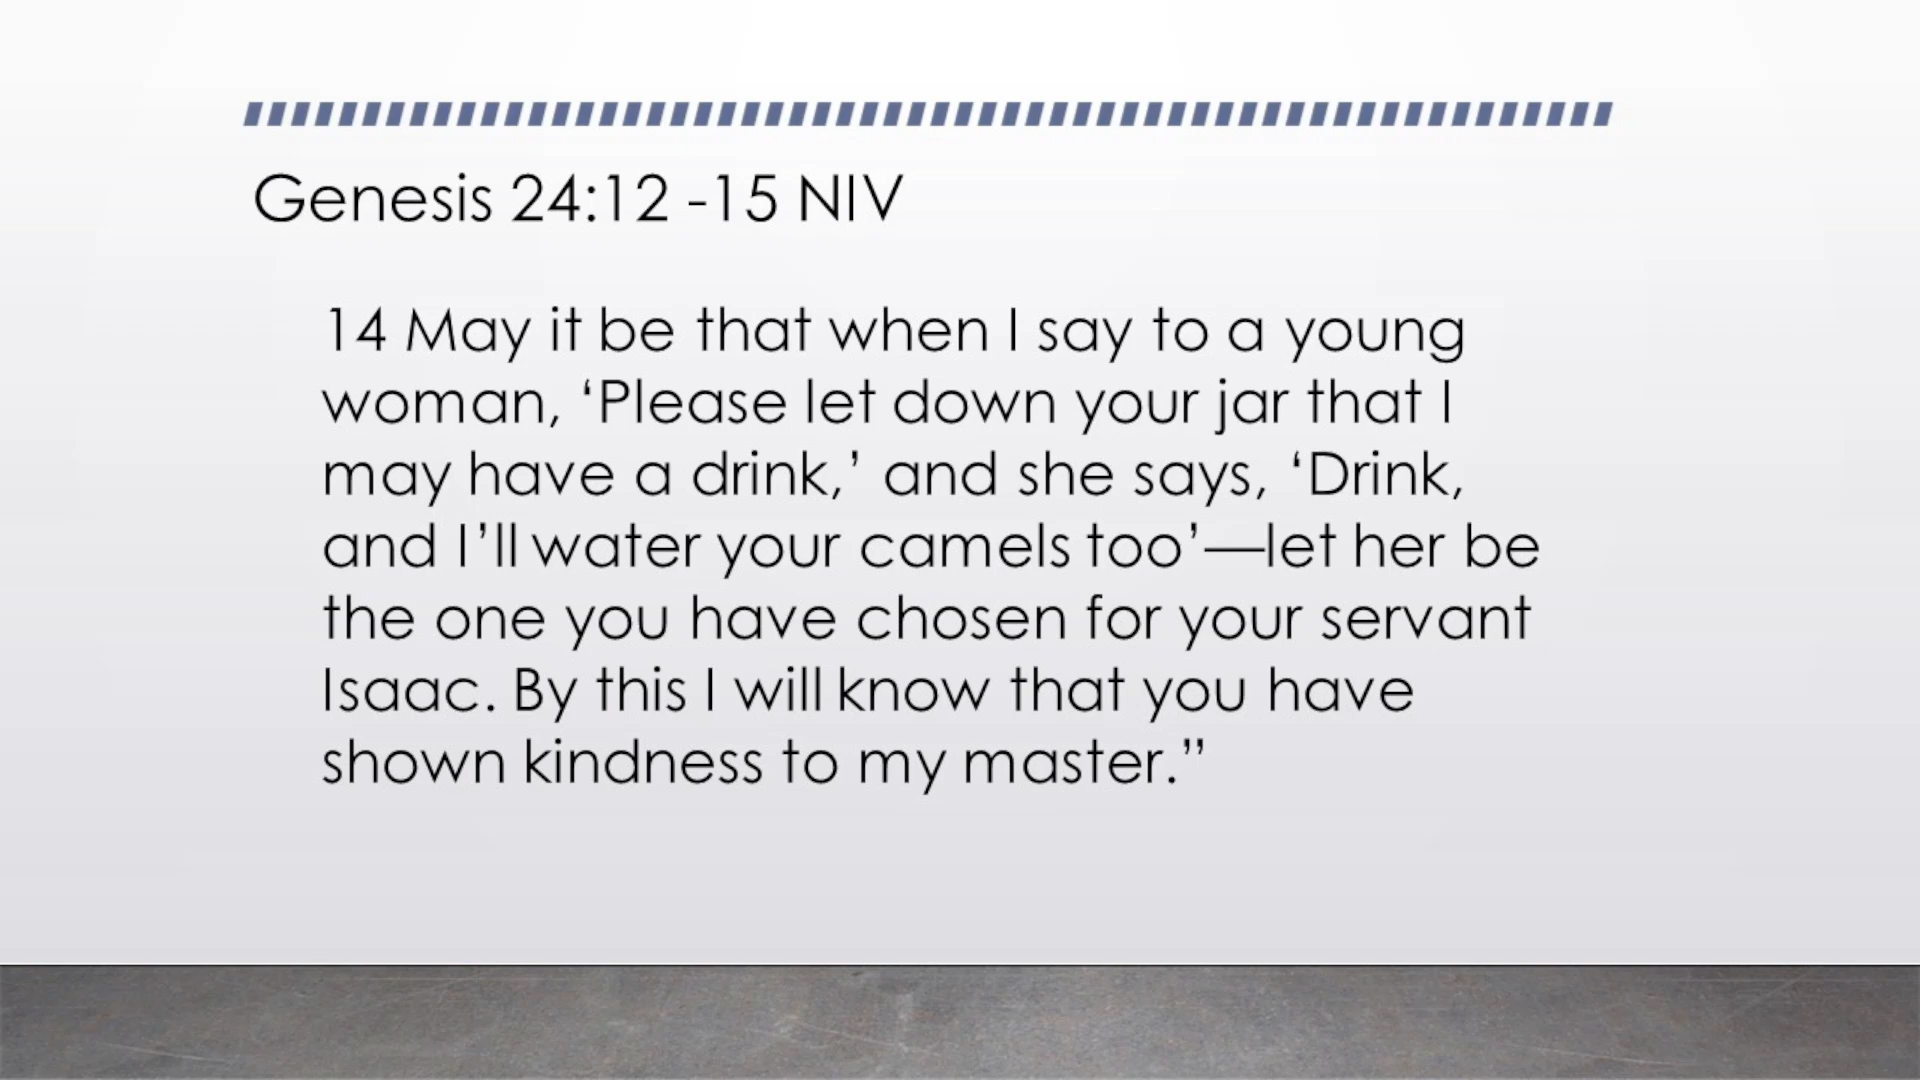 Genesis 24:12 -15 NIV
14 May it be that when I say to a young
woman, ‘Please let down your jar that I
may have a drink,’ and she says, ‘Drink,
and I’ll water your camels too’—let her be
the one you have chosen for your servant
Isaac. By this I will know that you have
shown kindness to my master.”